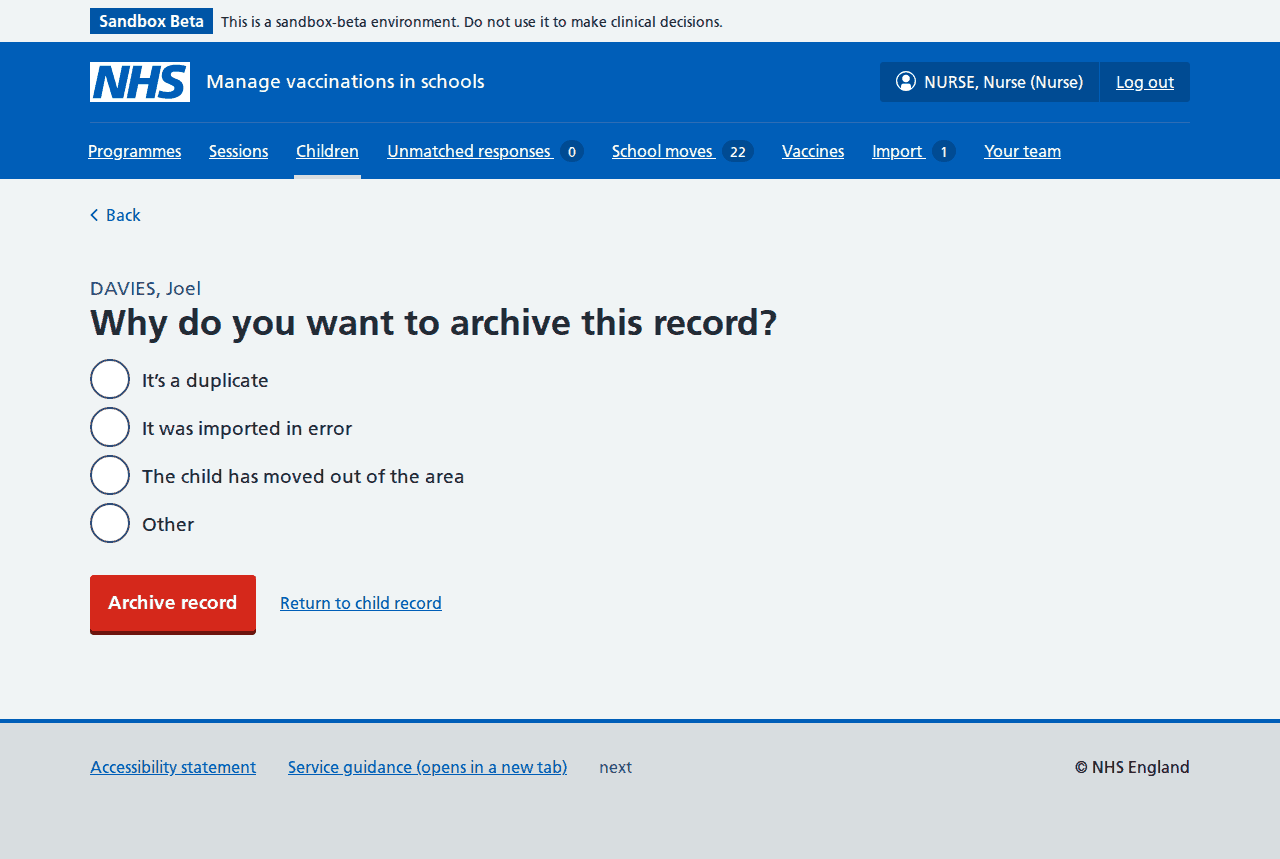 Sandbox Beta This is a sandbox-beta environment. Do not use it to make clinical decisions.
NHS Manage vaccinations in schools NURSE, Nurse (Nurse) Log out
Programmes Sessions Children Unmatched responses 0 School moves 22 Vaccines Import 1 Your team
Back
DAVIES, Joel
Why do you want to archive this record?
It’s a duplicate
It was imported in error
The child has moved out of the area
Other
Archive record Return to child record
Accessibility statement Service guidance (opens in a new tab) next © NHS England